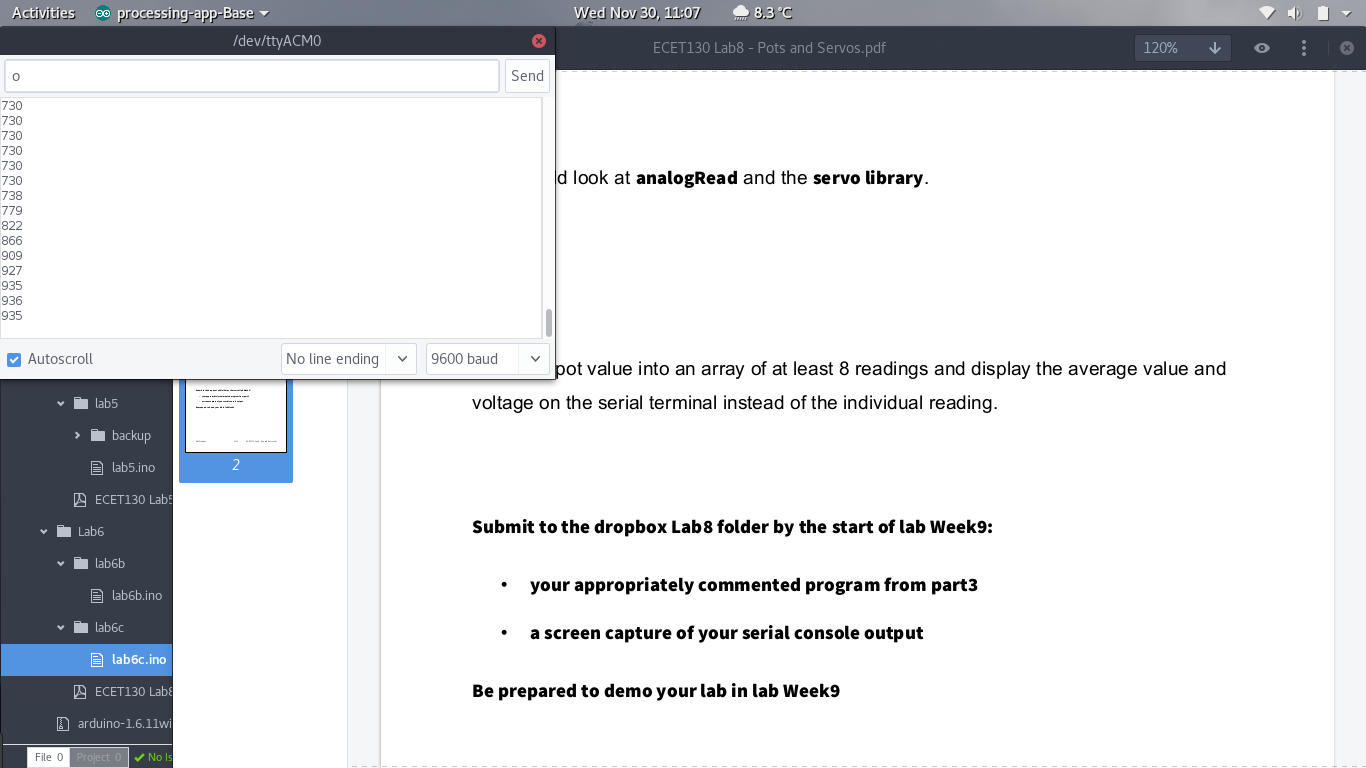 Activities processing-app-Base Wed Nov 30, 11:07 8.3 °C
/dev/ttyACM0
ECET130 Lab8 - Pots and Servos.pdf
120%
o
Send
730
730
730
730
730
730
738
779
822
866
909
927
935
936
935
Autoscroll
No line ending
9600 baud
ld look at analogRead and the servo library.
pot value into an array of at least 8 readings and display the average value and
voltage on the serial terminal instead of the individual reading.
Submit to the dropbox Lab8 folder by the start of lab Week9:
• your appropriately commented program from part3
• a screen capture of your serial console output
Be prepared to demo your lab in lab Week9
2
lab5
backup
lab5.ino
ECET130 Lab5
Lab6
lab6b
lab6b.ino
lab6c
lab6c.ino
ECET130 Lab8
arduino-1.6.11wi
File 0 Project 0 No Is